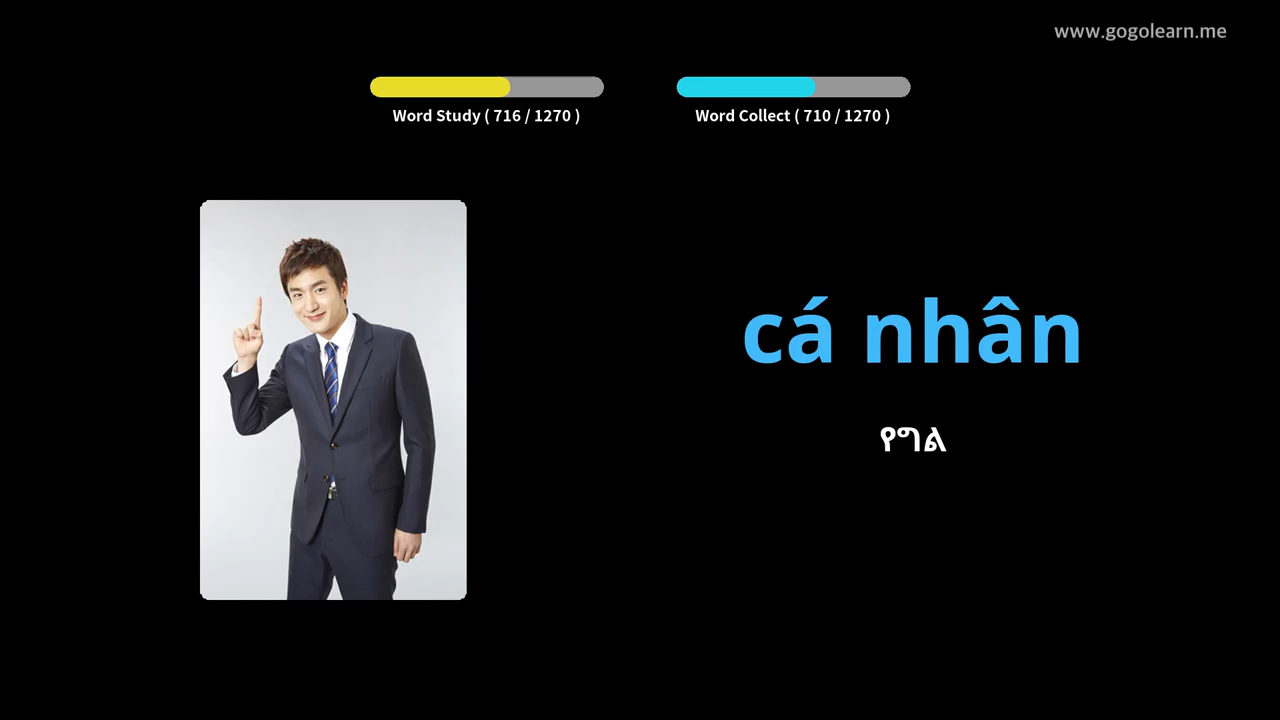 www.gogolearn.me
Word Study ( 716 / 1270 )
Word Collect ( 710 / 1270 )
cá nhân
የግል